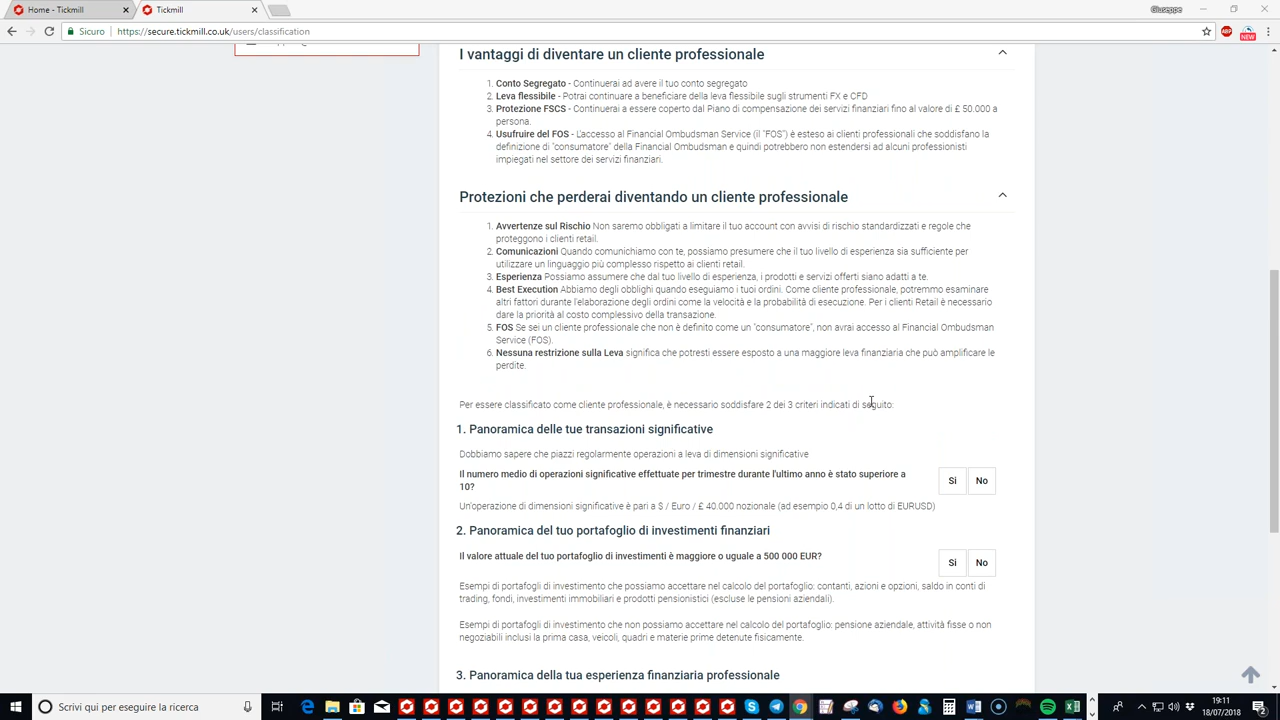 Home - Tickmill
Tickmill
Giuseppe
Sicuro
https://secure.tickmill.co.uk/users/classification
ABP
NEW
I vantaggi di diventare un cliente professionale
1. Conto Segregato - Continuerai ad avere il tuo conto segregato
2. Leva flessibile - Potrai continuare a beneficiare della leva flessibile sugli strumenti FX e CFD
3. Protezione FSCS - Continuerai a essere coperto dal Piano di compensazione dei servizi finanziari fino al valore di £ 50.000 a
persona.
4. Usufruire del FOS - L'accesso al Financial Ombudsman Service (il "FOS") è esteso ai clienti professionali che soddisfano la
definizione di "consumatore" della Financial Ombudsman e quindi potrebbero non estendersi ad alcuni professionisti
impiegati nel settore dei servizi finanziari.
Protezioni che perderai diventando un cliente professionale
1. Avvertenze sul Rischio Non saremo obbligati a limitare il tuo account con avvisi di rischio standardizzati e regole che
proteggono i clienti retail.
2. Comunicazioni Quando comunichiamo con te, possiamo presumere che il tuo livello di esperienza sia sufficiente per
utilizzare un linguaggio più complesso rispetto ai clienti retail.
3. Esperienza Possiamo assumere che dal tuo livello di esperienza, i prodotti e servizi offerti siano adatti a te.
4. Best Execution Abbiamo degli obblighi quando eseguiamo i tuoi ordini. Come cliente professionale, potremmo esaminare
altri fattori durante l'elaborazione degli ordini come la velocità e la probabilità di esecuzione. Per i clienti Retail è necessario
dare la priorità al costo complessivo della transazione.
5. FOS Se sei un cliente professionale che non è definito come un "consumatore", non avrai accesso al Financial Ombudsman
Service (FOS).
6. Nessuna restrizione sulla Leva significa che potresti essere esposto a una maggiore leva finanziaria che può amplificare le
perdite.
Per essere classificato come cliente professionale, è necessario soddisfare 2 dei 3 criteri indicati di seguito:
1. Panoramica delle tue transazioni significative
Dobbiamo sapere che piazzi regolarmente operazioni a leva di dimensioni significative
Il numero medio di operazioni significative effettuate per trimestre durante l'ultimo anno è stato superiore a
10?
Si No
Un'operazione di dimensioni significative è pari a $ / Euro / £ 40.000 nozionale (ad esempio 0,4 di un lotto di EURUSD)
2. Panoramica del tuo portafoglio di investimenti finanziari
Il valore attuale del tuo portafoglio di investimenti è maggiore o uguale a 500 000 EUR?
Si No
Esempi di portafogli di investimento che possiamo accettare nel calcolo del portafoglio: contanti, azioni e opzioni, saldo in conti di
trading, fondi, investimenti immobiliari e prodotti pensionistici (escluse le pensioni aziendali).
Esempi di portafogli di investimento che non possiamo accettare nel calcolo del portafoglio: pensione aziendale, attività fisse o non
negoziabili inclusi la prima casa, veicoli, quadri e materie prime detenute fisicamente.
3. Panoramica della tua esperienza finanziaria professionale
Scrivi qui per eseguire la ricerca
19:11
18/07/2018